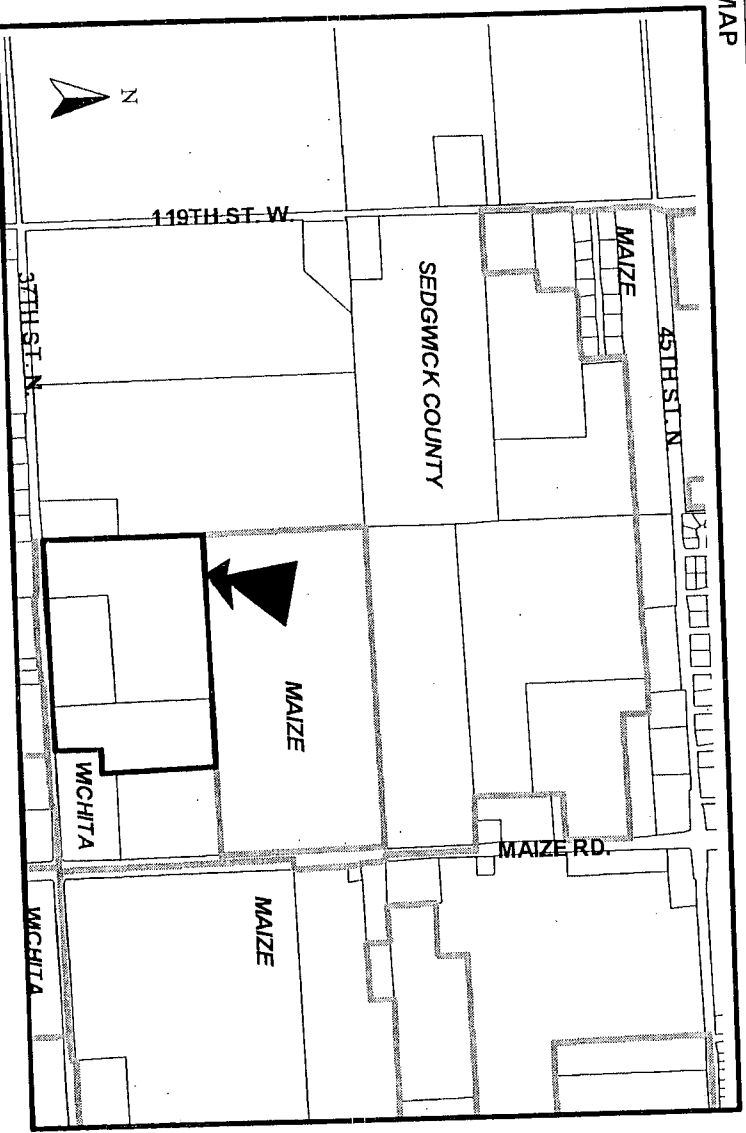 MAP
N
119TH ST. W.
MAIZE
45TH ST. N
SEDGWICK COUNTY
37TH ST. N.
MAIZE
WICHITA
MAIZE RD.
MAIZE
WICHITA